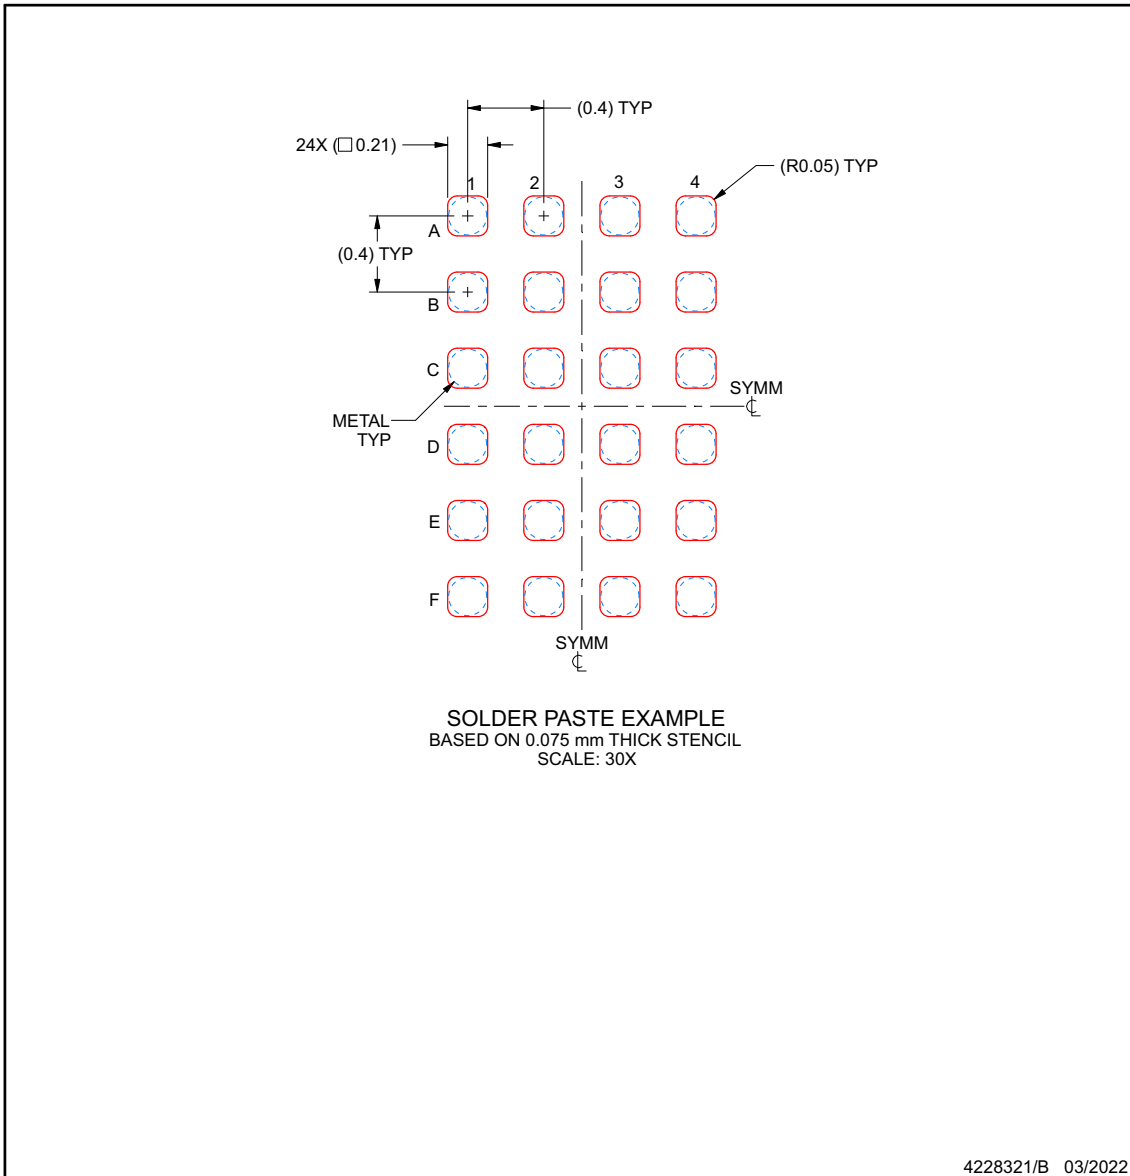 (0.4) TYP
24X (□ 0.21)
(R0.05) TYP
1 2 3 4
A
(0.4) TYP
B
C
SYMM
℄
METAL
TYP
D
E
F
SYMM
℄
SOLDER PASTE EXAMPLE
BASED ON 0.075 mm THICK STENCIL
SCALE: 30X
4228321/B 03/2022